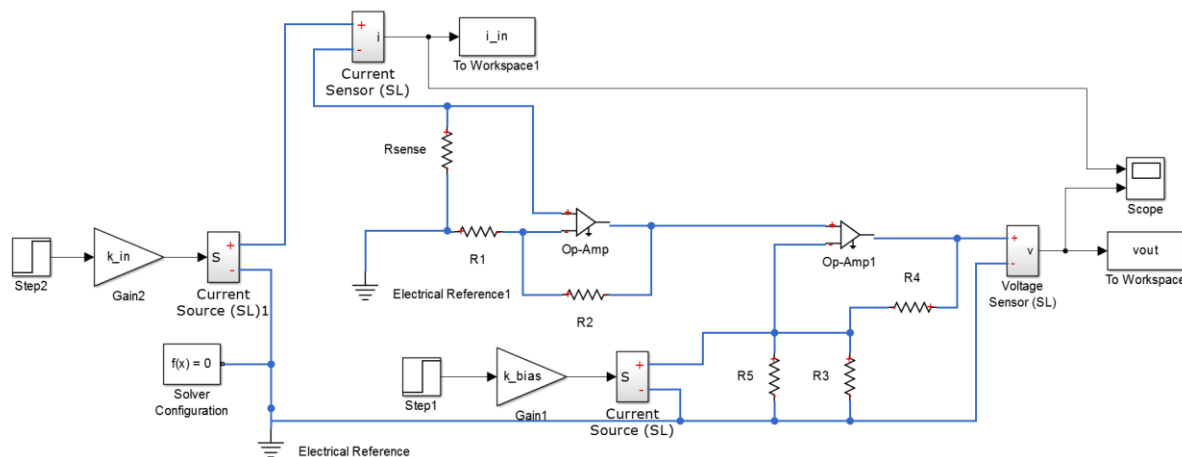 i
i_in
To Workspace1
Current
Sensor (SL)
Rsense
Scope
Op-Amp
R1
Op-Amp1
v
vout
To Workspace
Voltage
Sensor (SL)
Step2
k_in
Gain2
S
Current
Source (SL)1
Electrical Reference1
R2
R4
f(x) = 0
Solver
Configuration
Step1
k_bias
Gain1
S
Current
Source (SL)
R5
R3
Electrical Reference